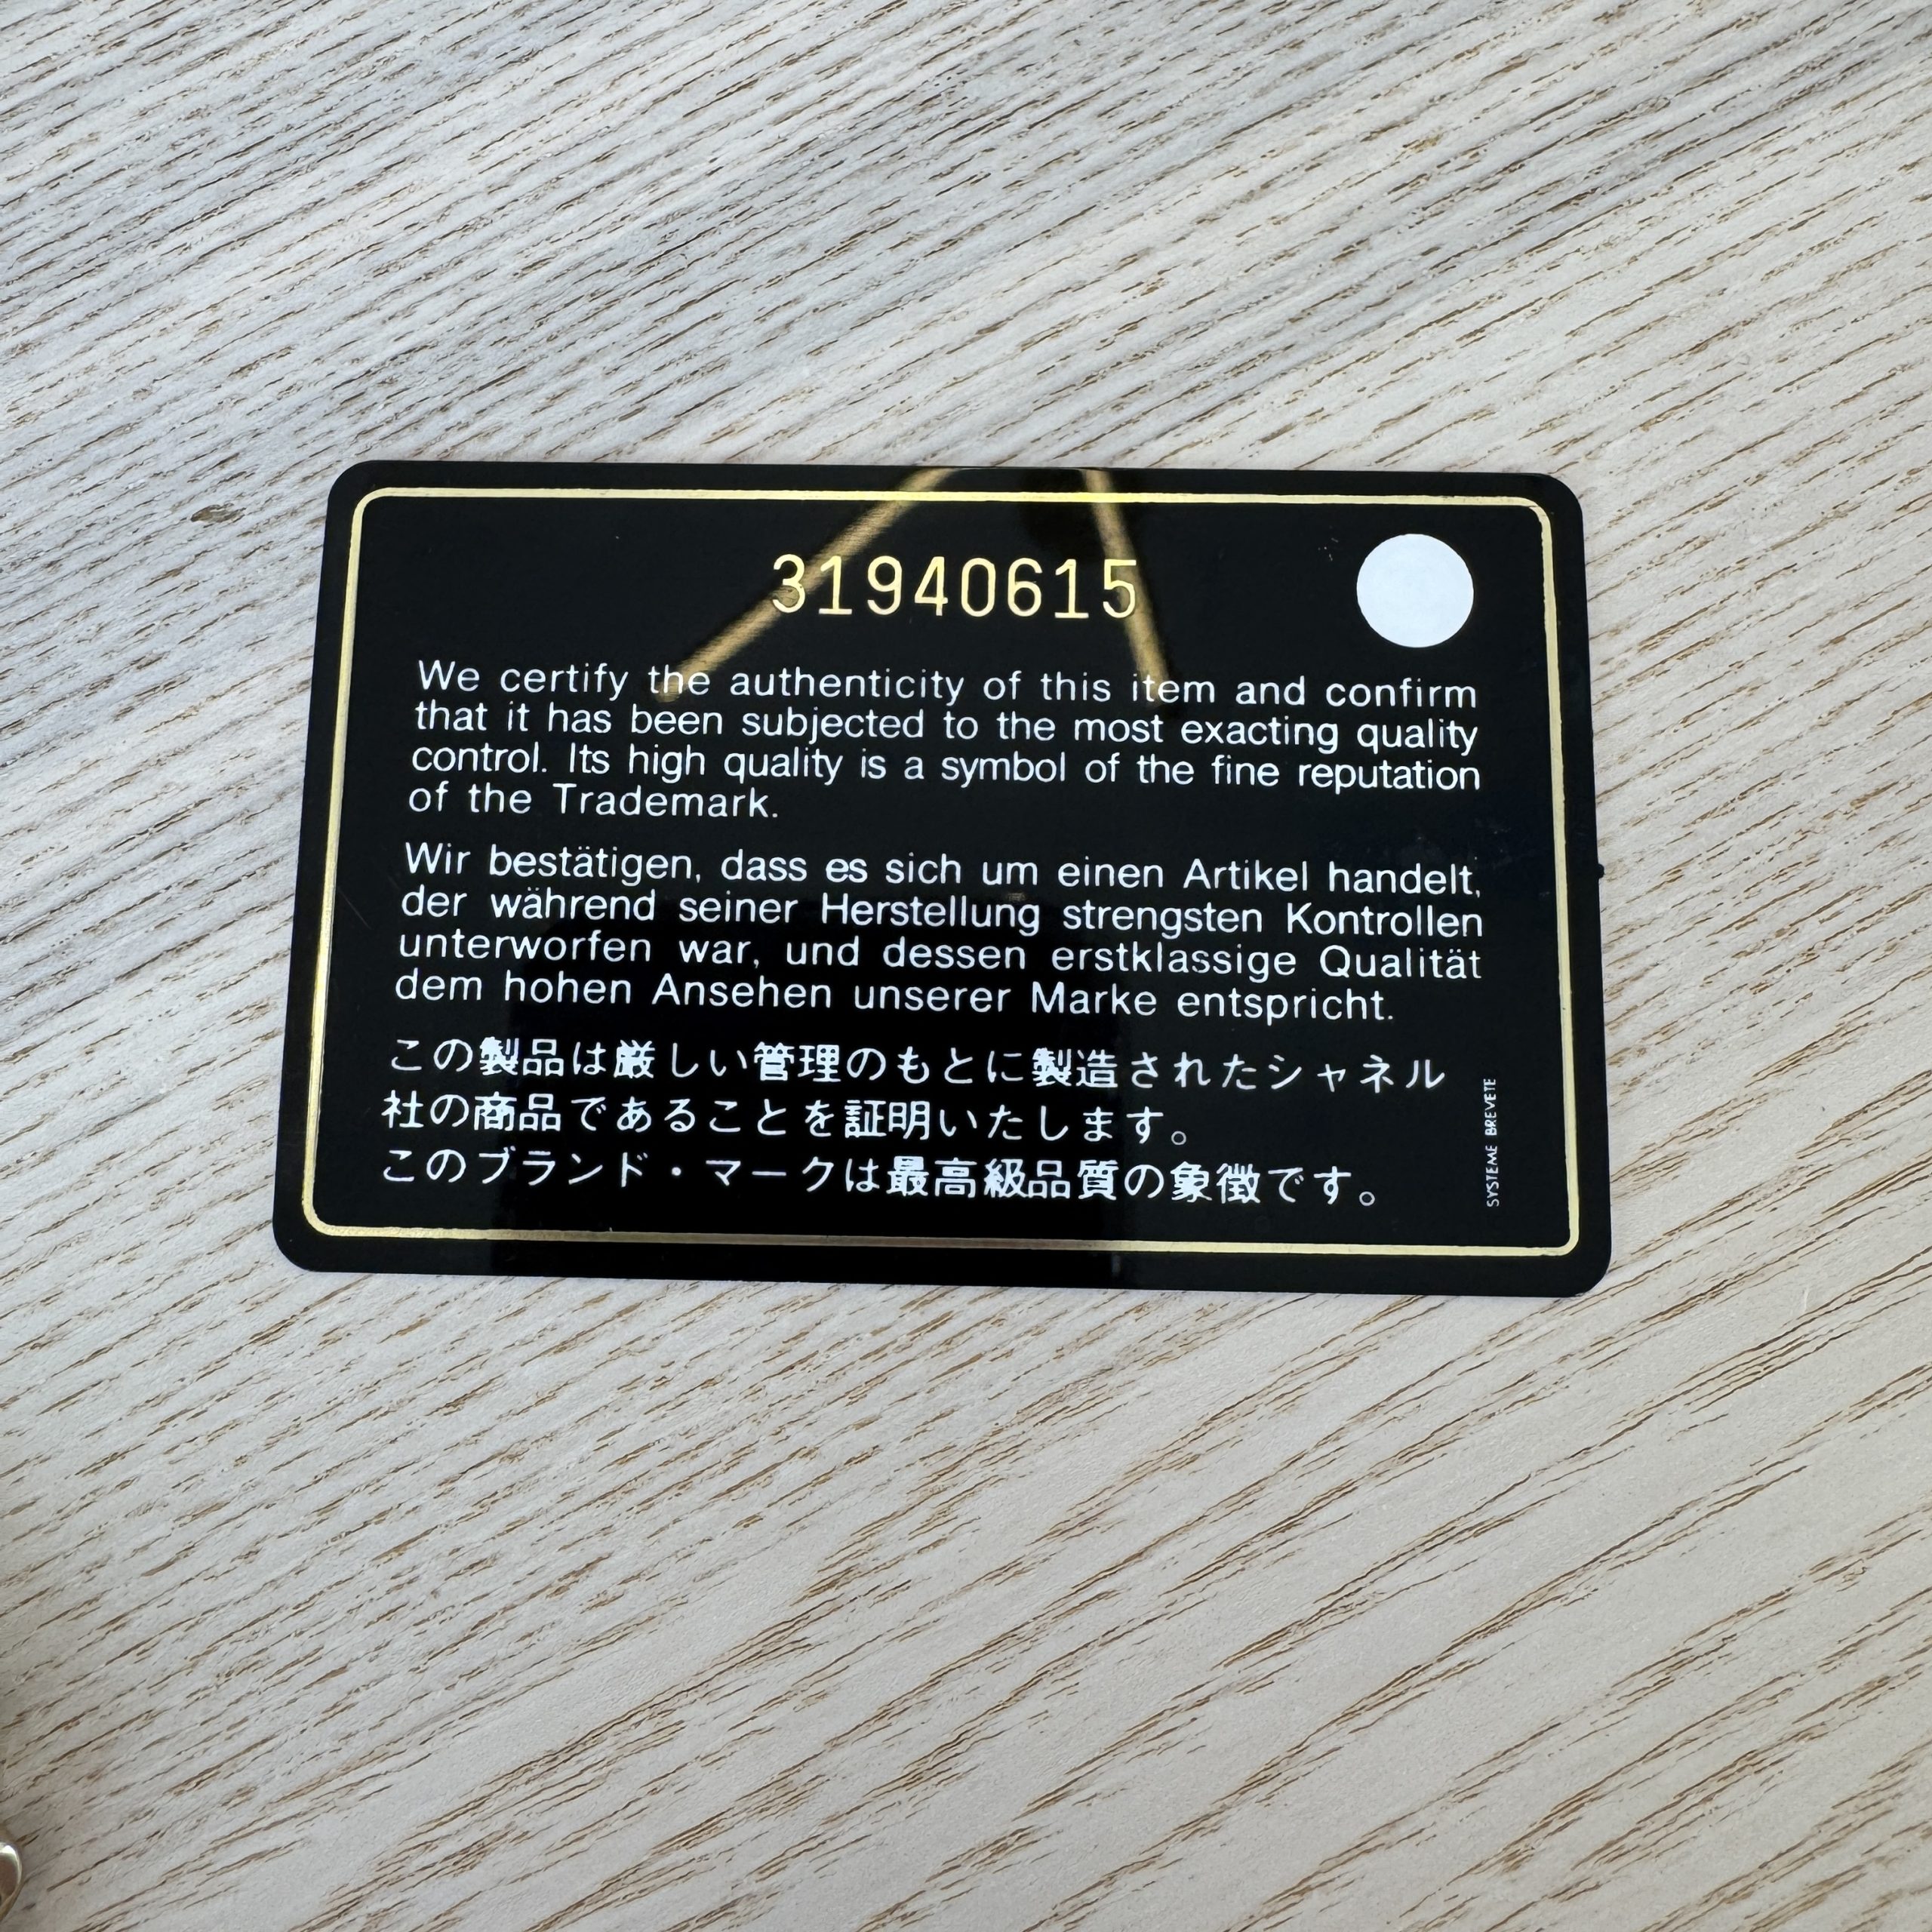 31940615
We certify the authenticity of this item and confirm
that it has been subjected to the most exacting quality
control. Its high quality is a symbol of the fine reputation
of the Trademark.
Wir bestätigen, dass es sich um einen Artikel handelt,
der während seiner Herstellung strengsten Kontrollen
unterworfen war, und dessen erstklassige Qualität
dem hohen Ansehen unserer Marke entspricht.
この製品は厳しい管理のもとに製造されたシャネル
社の商品であることを証明いたします。
このブランド・マークは最高級品質の象徴です。
SYSTEME BREVETE